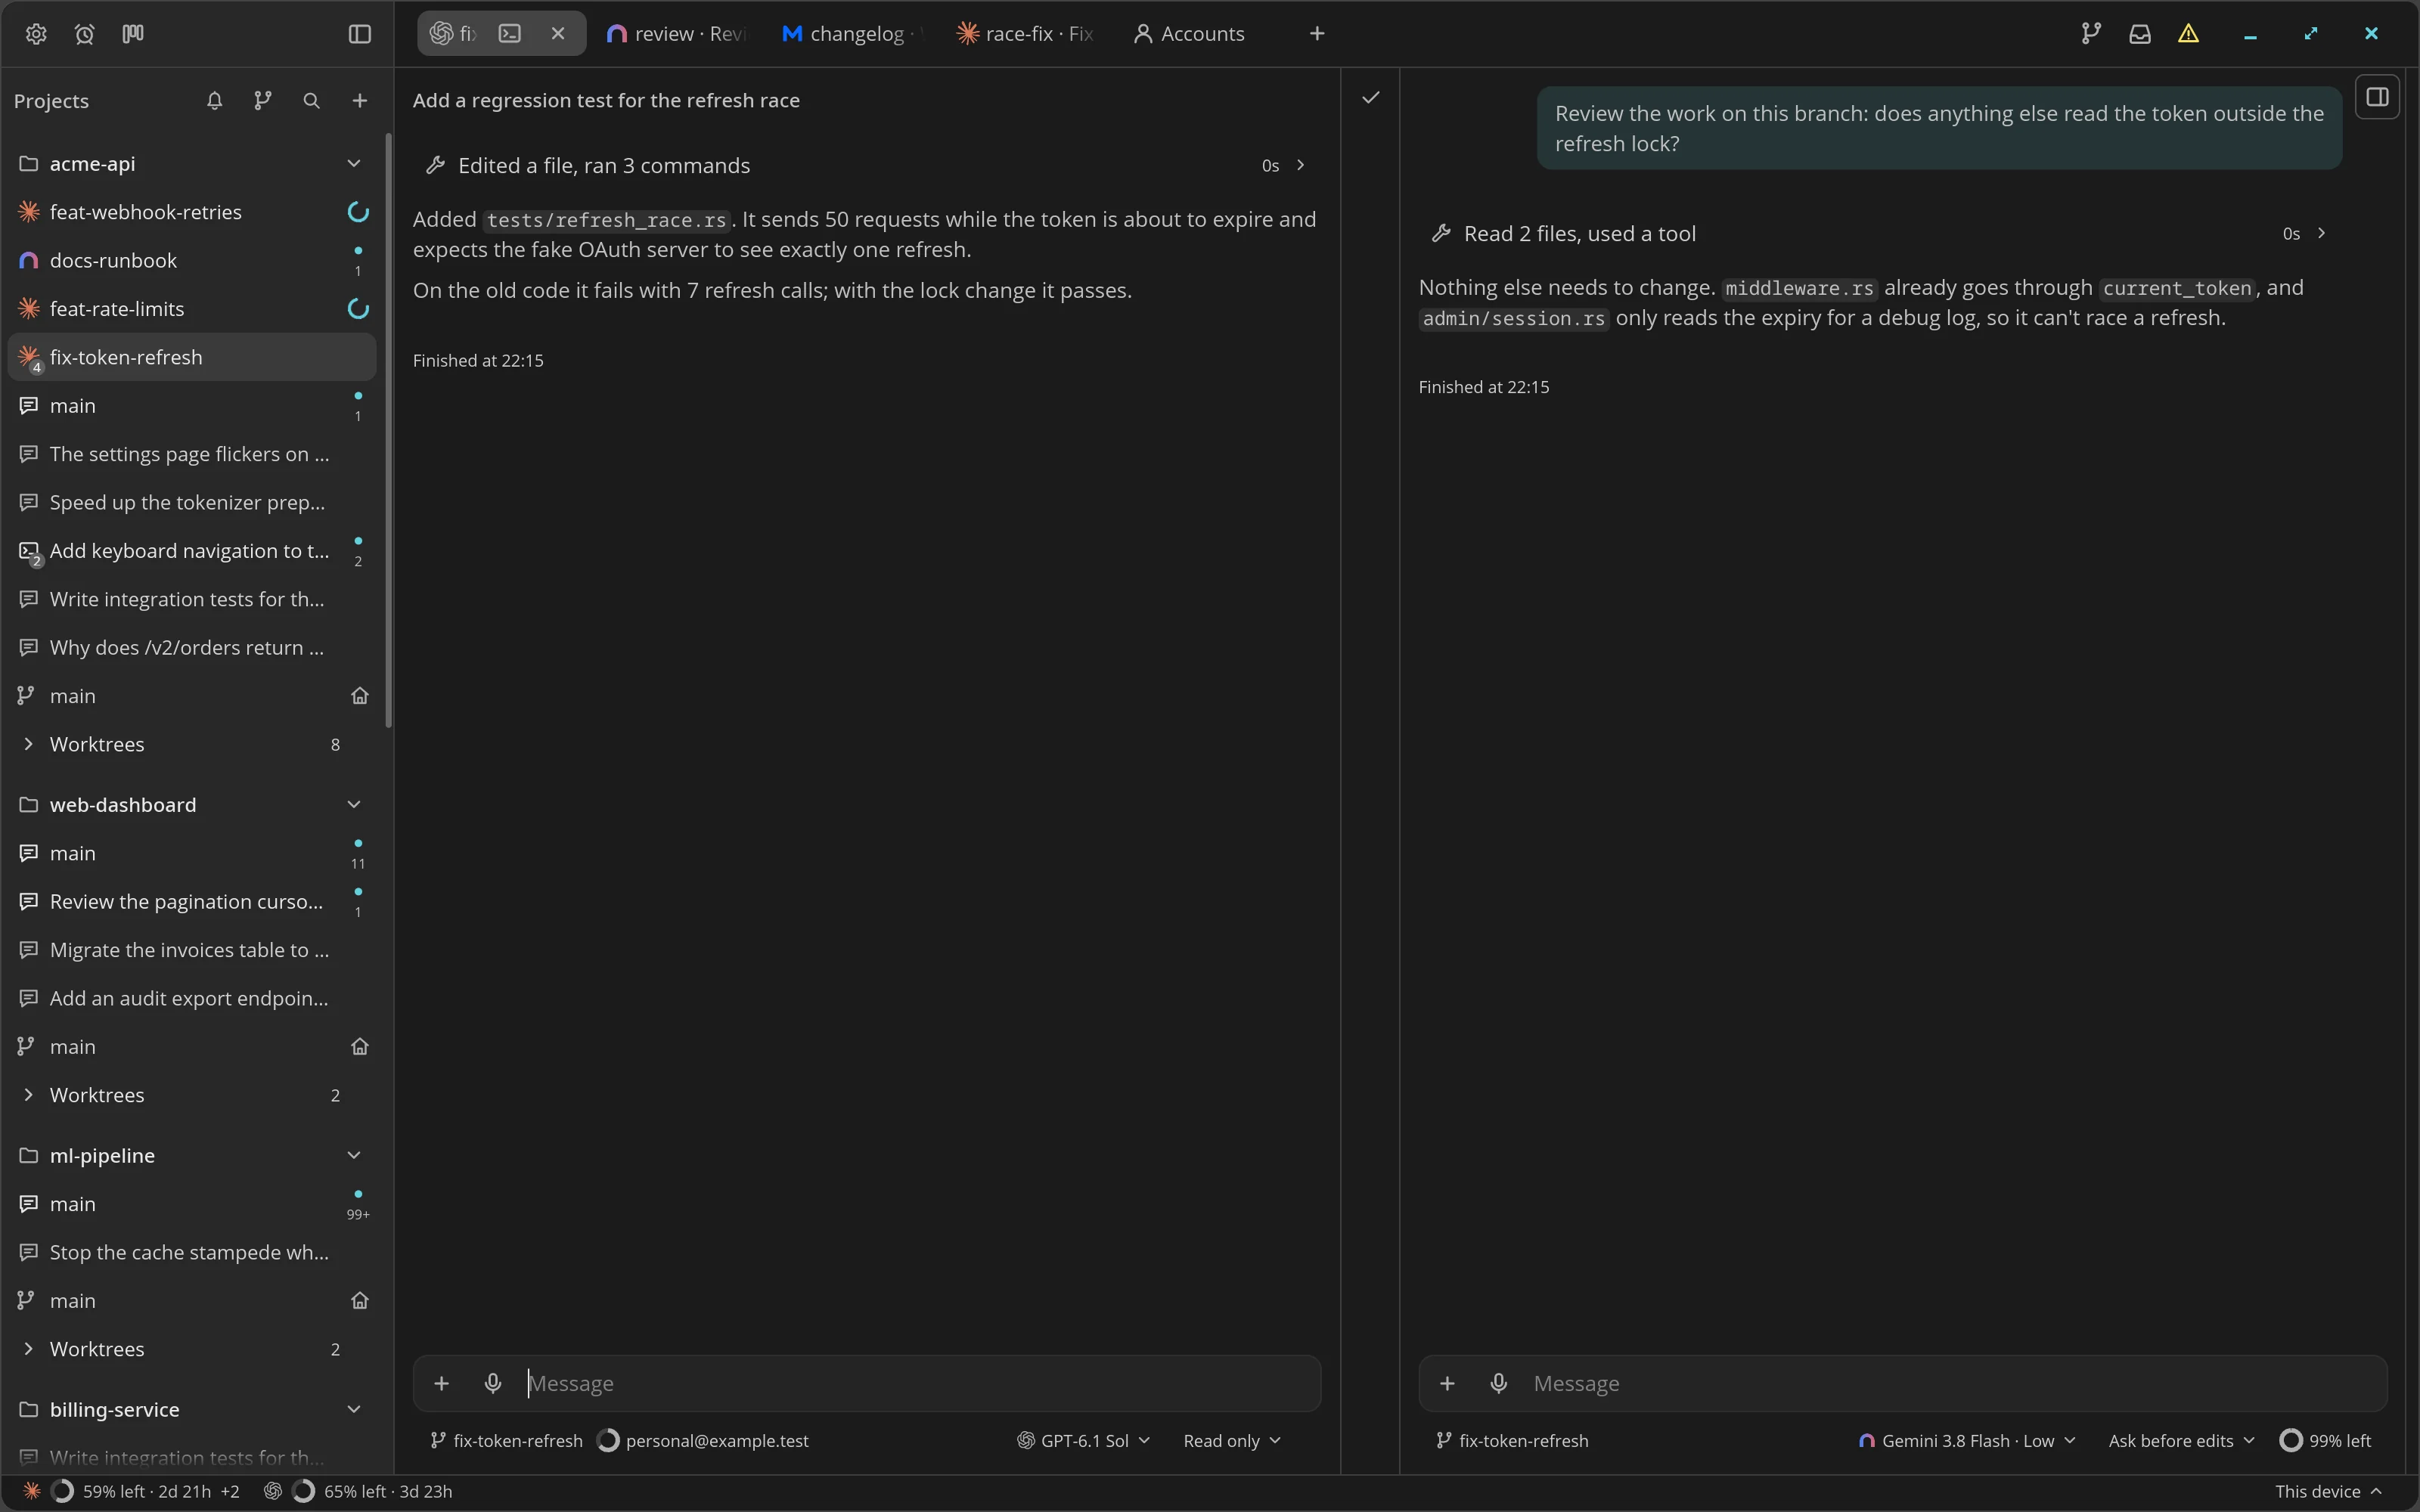 fix
review · Revi
changelog ·
race-fix · Fix
Accounts
Projects
acme-api
feat-webhook-retries
docs-runbook
1
feat-rate-limits
4
fix-token-refresh
main
1
The settings page flickers on ...
Speed up the tokenizer prep...
2
Add keyboard navigation to t...
2
Write integration tests for th...
Why does /v2/orders return ...
main
Worktrees 8
web-dashboard
main
11
Review the pagination curso...
1
Migrate the invoices table to ...
Add an audit export endpoin...
main
Worktrees 2
ml-pipeline
main
99+
Stop the cache stampede wh...
main
Worktrees 2
billing-service
Write integration tests for th...
Add a regression test for the refresh race
Edited a file, ran 3 commands 0s
Added tests/refresh_race.rs. It sends 50 requests while the token is about to expire and
expects the fake OAuth server to see exactly one refresh.
On the old code it fails with 7 refresh calls; with the lock change it passes.
Finished at 22:15
Message
fix-token-refresh personal@example.test GPT-6.1 Sol Read only
Review the work on this branch: does anything else read the token outside the
refresh lock?
Read 2 files, used a tool 0s
Nothing else needs to change. middleware.rs already goes through current_token, and
admin/session.rs only reads the expiry for a debug log, so it can't race a refresh.
Finished at 22:15
Message
fix-token-refresh Gemini 3.8 Flash · Low Ask before edits 99% left
59% left · 2d 21h +2 65% left · 3d 23h This device